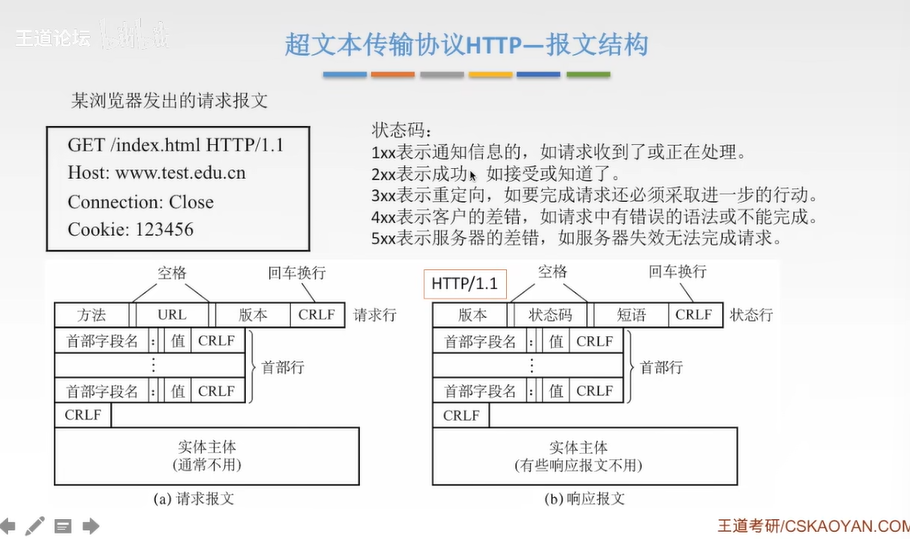 王道论坛
超文本传输协议HTTP—报文结构
某浏览器发出的请求报文
GET /index.html HTTP/1.1
Host: www.test.edu.cn
Connection: Close
Cookie: 123456
状态码：
1xx表示通知信息的，如请求收到了或正在处理。
2xx表示成功，如接受或知道了。
3xx表示重定向，如要完成请求还必须采取进一步的行动。
4xx表示客户的差错，如请求中有错误的语法或不能完成。
5xx表示服务器的差错，如服务器失效无法完成请求。
空格 回车换行
方法 URL 版本 CRLF 请求行
首部字段名 : 值 CRLF
⋮ 首部行
首部字段名 : 值 CRLF
CRLF
实体主体
(通常不用)
(a) 请求报文
HTTP/1.1 空格 回车换行
版本 状态码 短语 CRLF 状态行
首部字段名 : 值 CRLF
⋮ 首部行
首部字段名 : 值 CRLF
CRLF
实体主体
(有些响应报文不用)
(b) 响应报文
王道考研/CSKAOYAN.COM